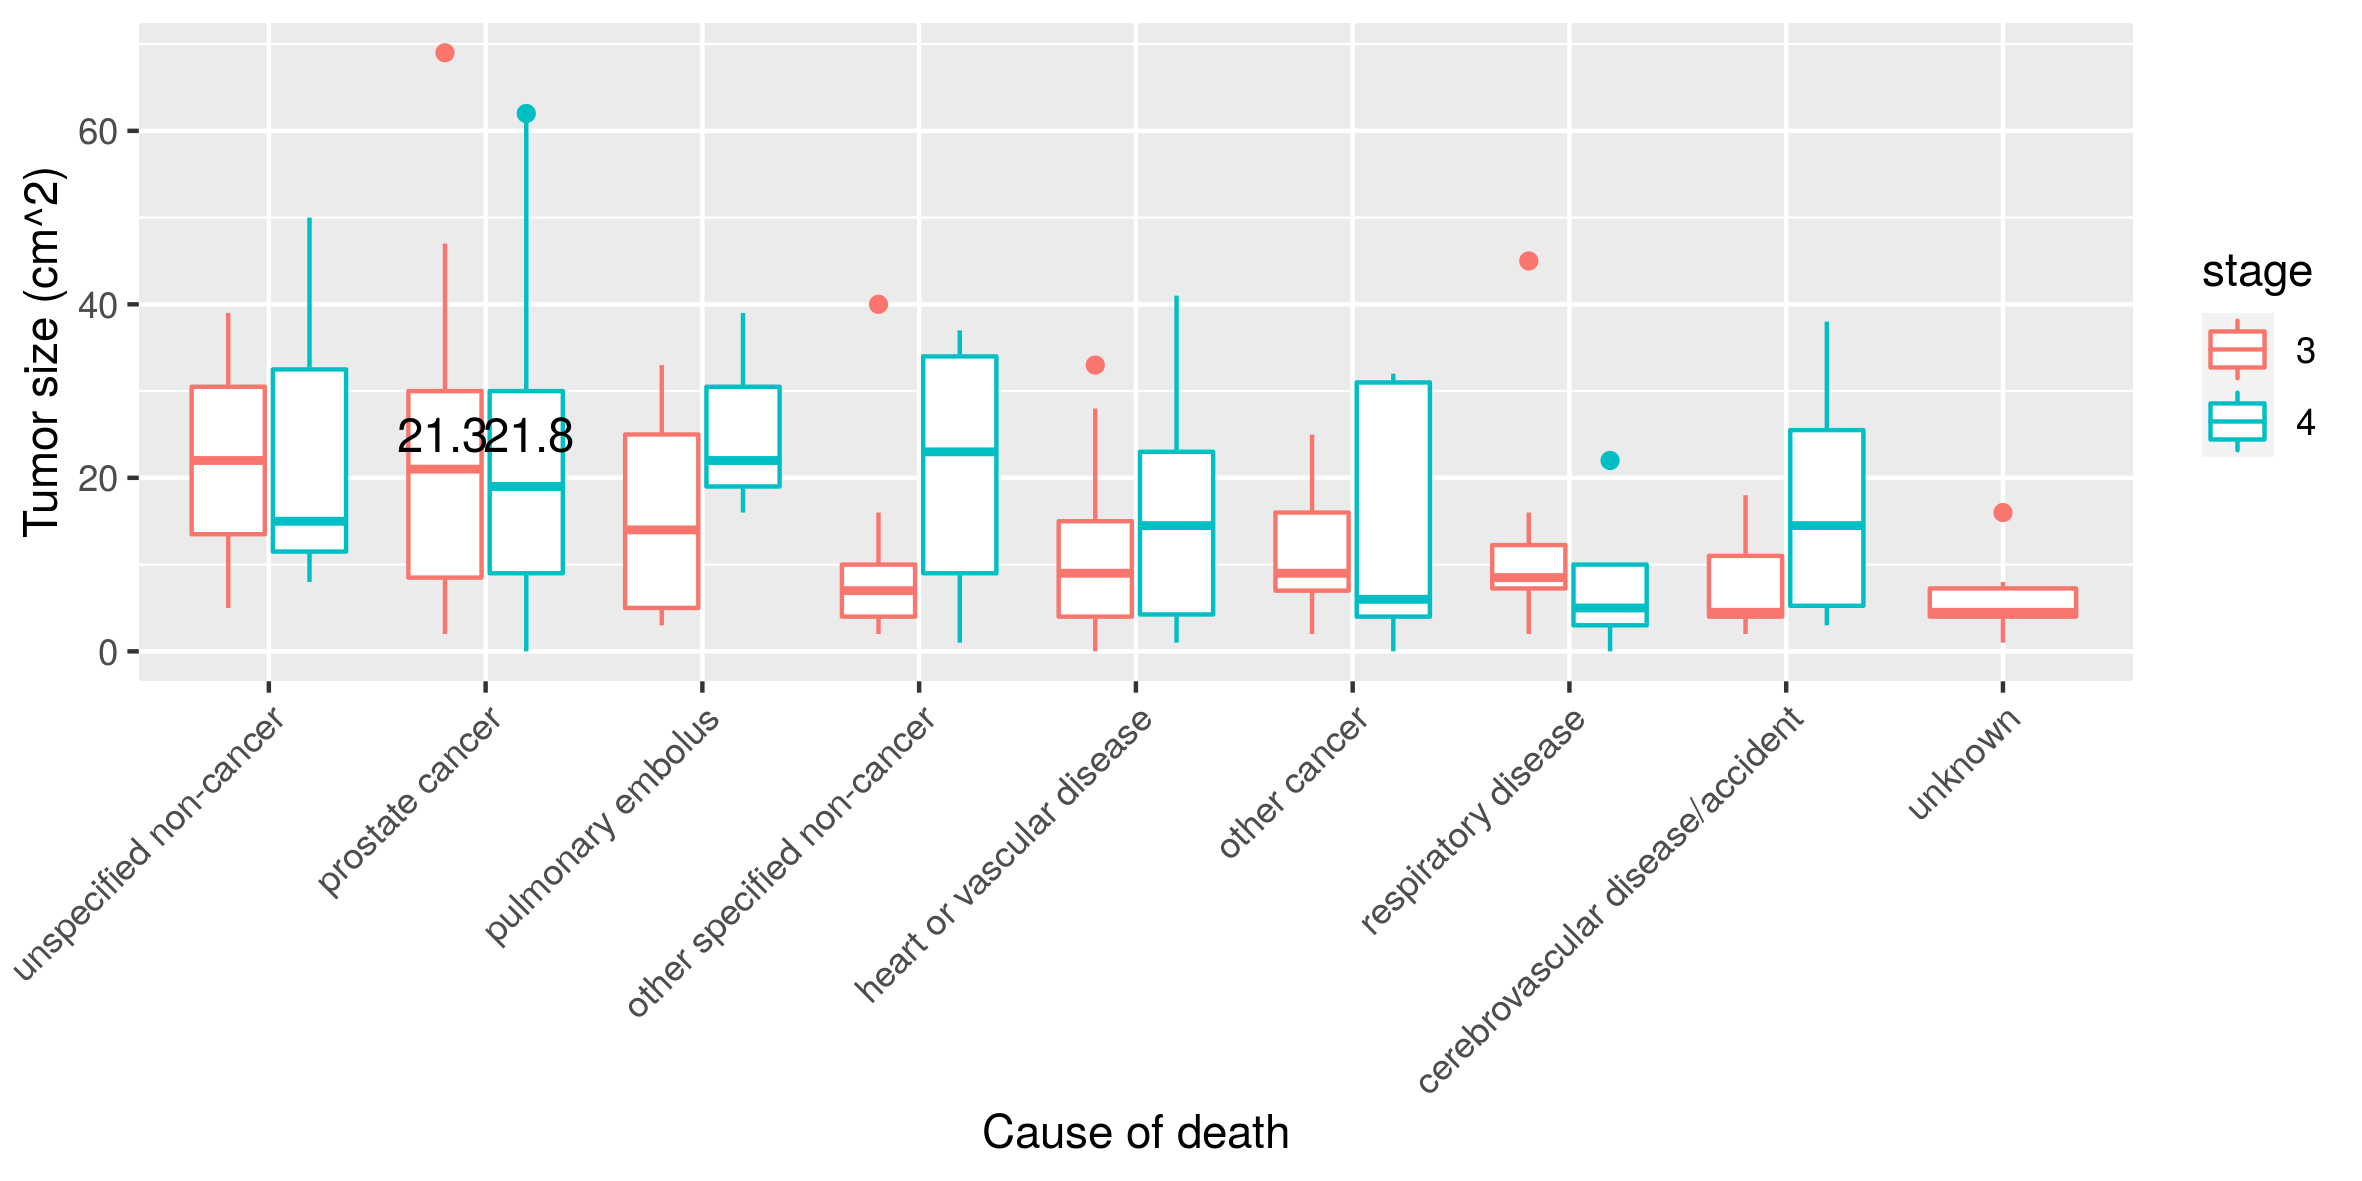 Tumor size (cm^2)
60
40
20
0
21.3
21.8
unspecified non-cancer
prostate cancer
pulmonary embolus
other specified non-cancer
heart or vascular disease
other cancer
respiratory disease
cerebrovascular disease/accident
unknown
Cause of death
stage
3
4